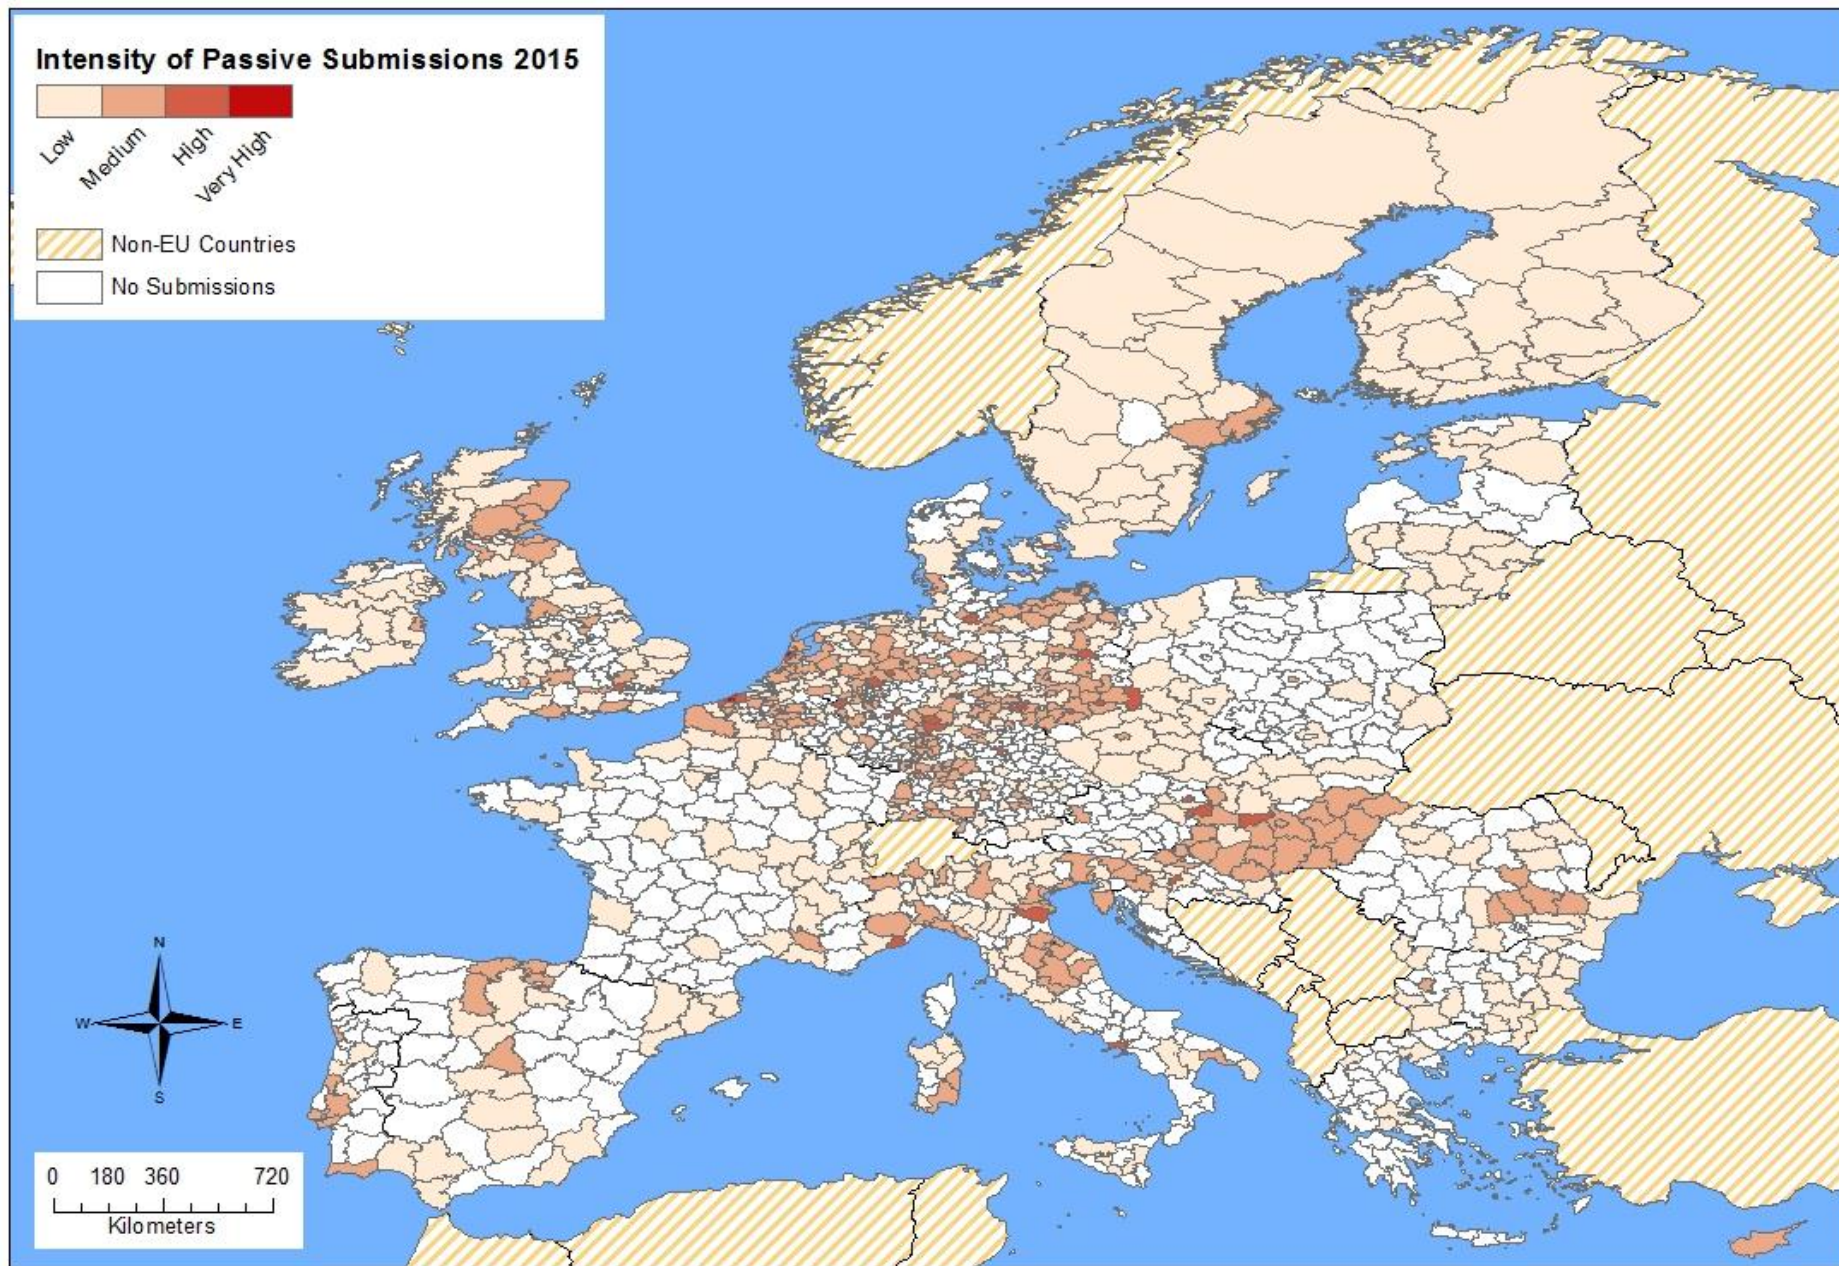 Intensity of Passive Submissions 2015
Low
Medium
High
Very High
Non-EU Countries
No Submissions
N
W E
S
0 180 360 720
Kilometers